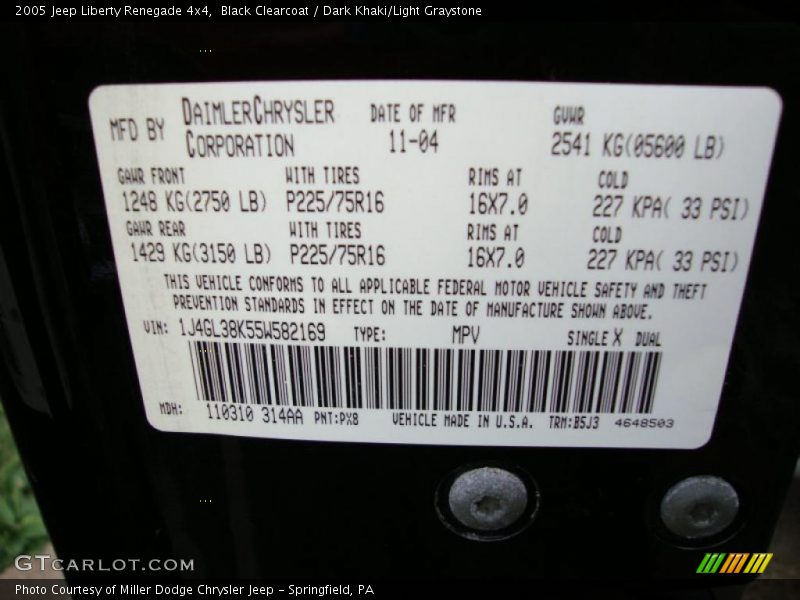 2005 Jeep Liberty Renegade 4x4,  Black Clearcoat / Dark Khaki/Light Graystone
MFD BY DAIMLERCHRYSLER CORPORATION DATE OF MFR 11-04 GVWR 2541 KG(05600 LB)
GAWR FRONT WITH TIRES RIMS AT COLD
1248 KG(2750 LB) P225/75R16 16X7.0 227 KPA( 33 PSI)
GAWR REAR WITH TIRES RIMS AT COLD
1429 KG(3150 LB) P225/75R16 16X7.0 227 KPA( 33 PSI)
THIS VEHICLE CONFORMS TO ALL APPLICABLE FEDERAL MOTOR VEHICLE SAFETY AND THEFT
PREVENTION STANDARDS IN EFFECT ON THE DATE OF MANUFACTURE SHOWN ABOVE.
VIN: 1J4GL38K55W582169 TYPE: MPV SINGLE X DUAL
MDH: 110310 314AA PNT:PX8 VEHICLE MADE IN U.S.A. TRM:B5J3 4648503
GTCARLOT.COM
Photo Courtesy of Miller Dodge Chrysler Jeep - Springfield, PA